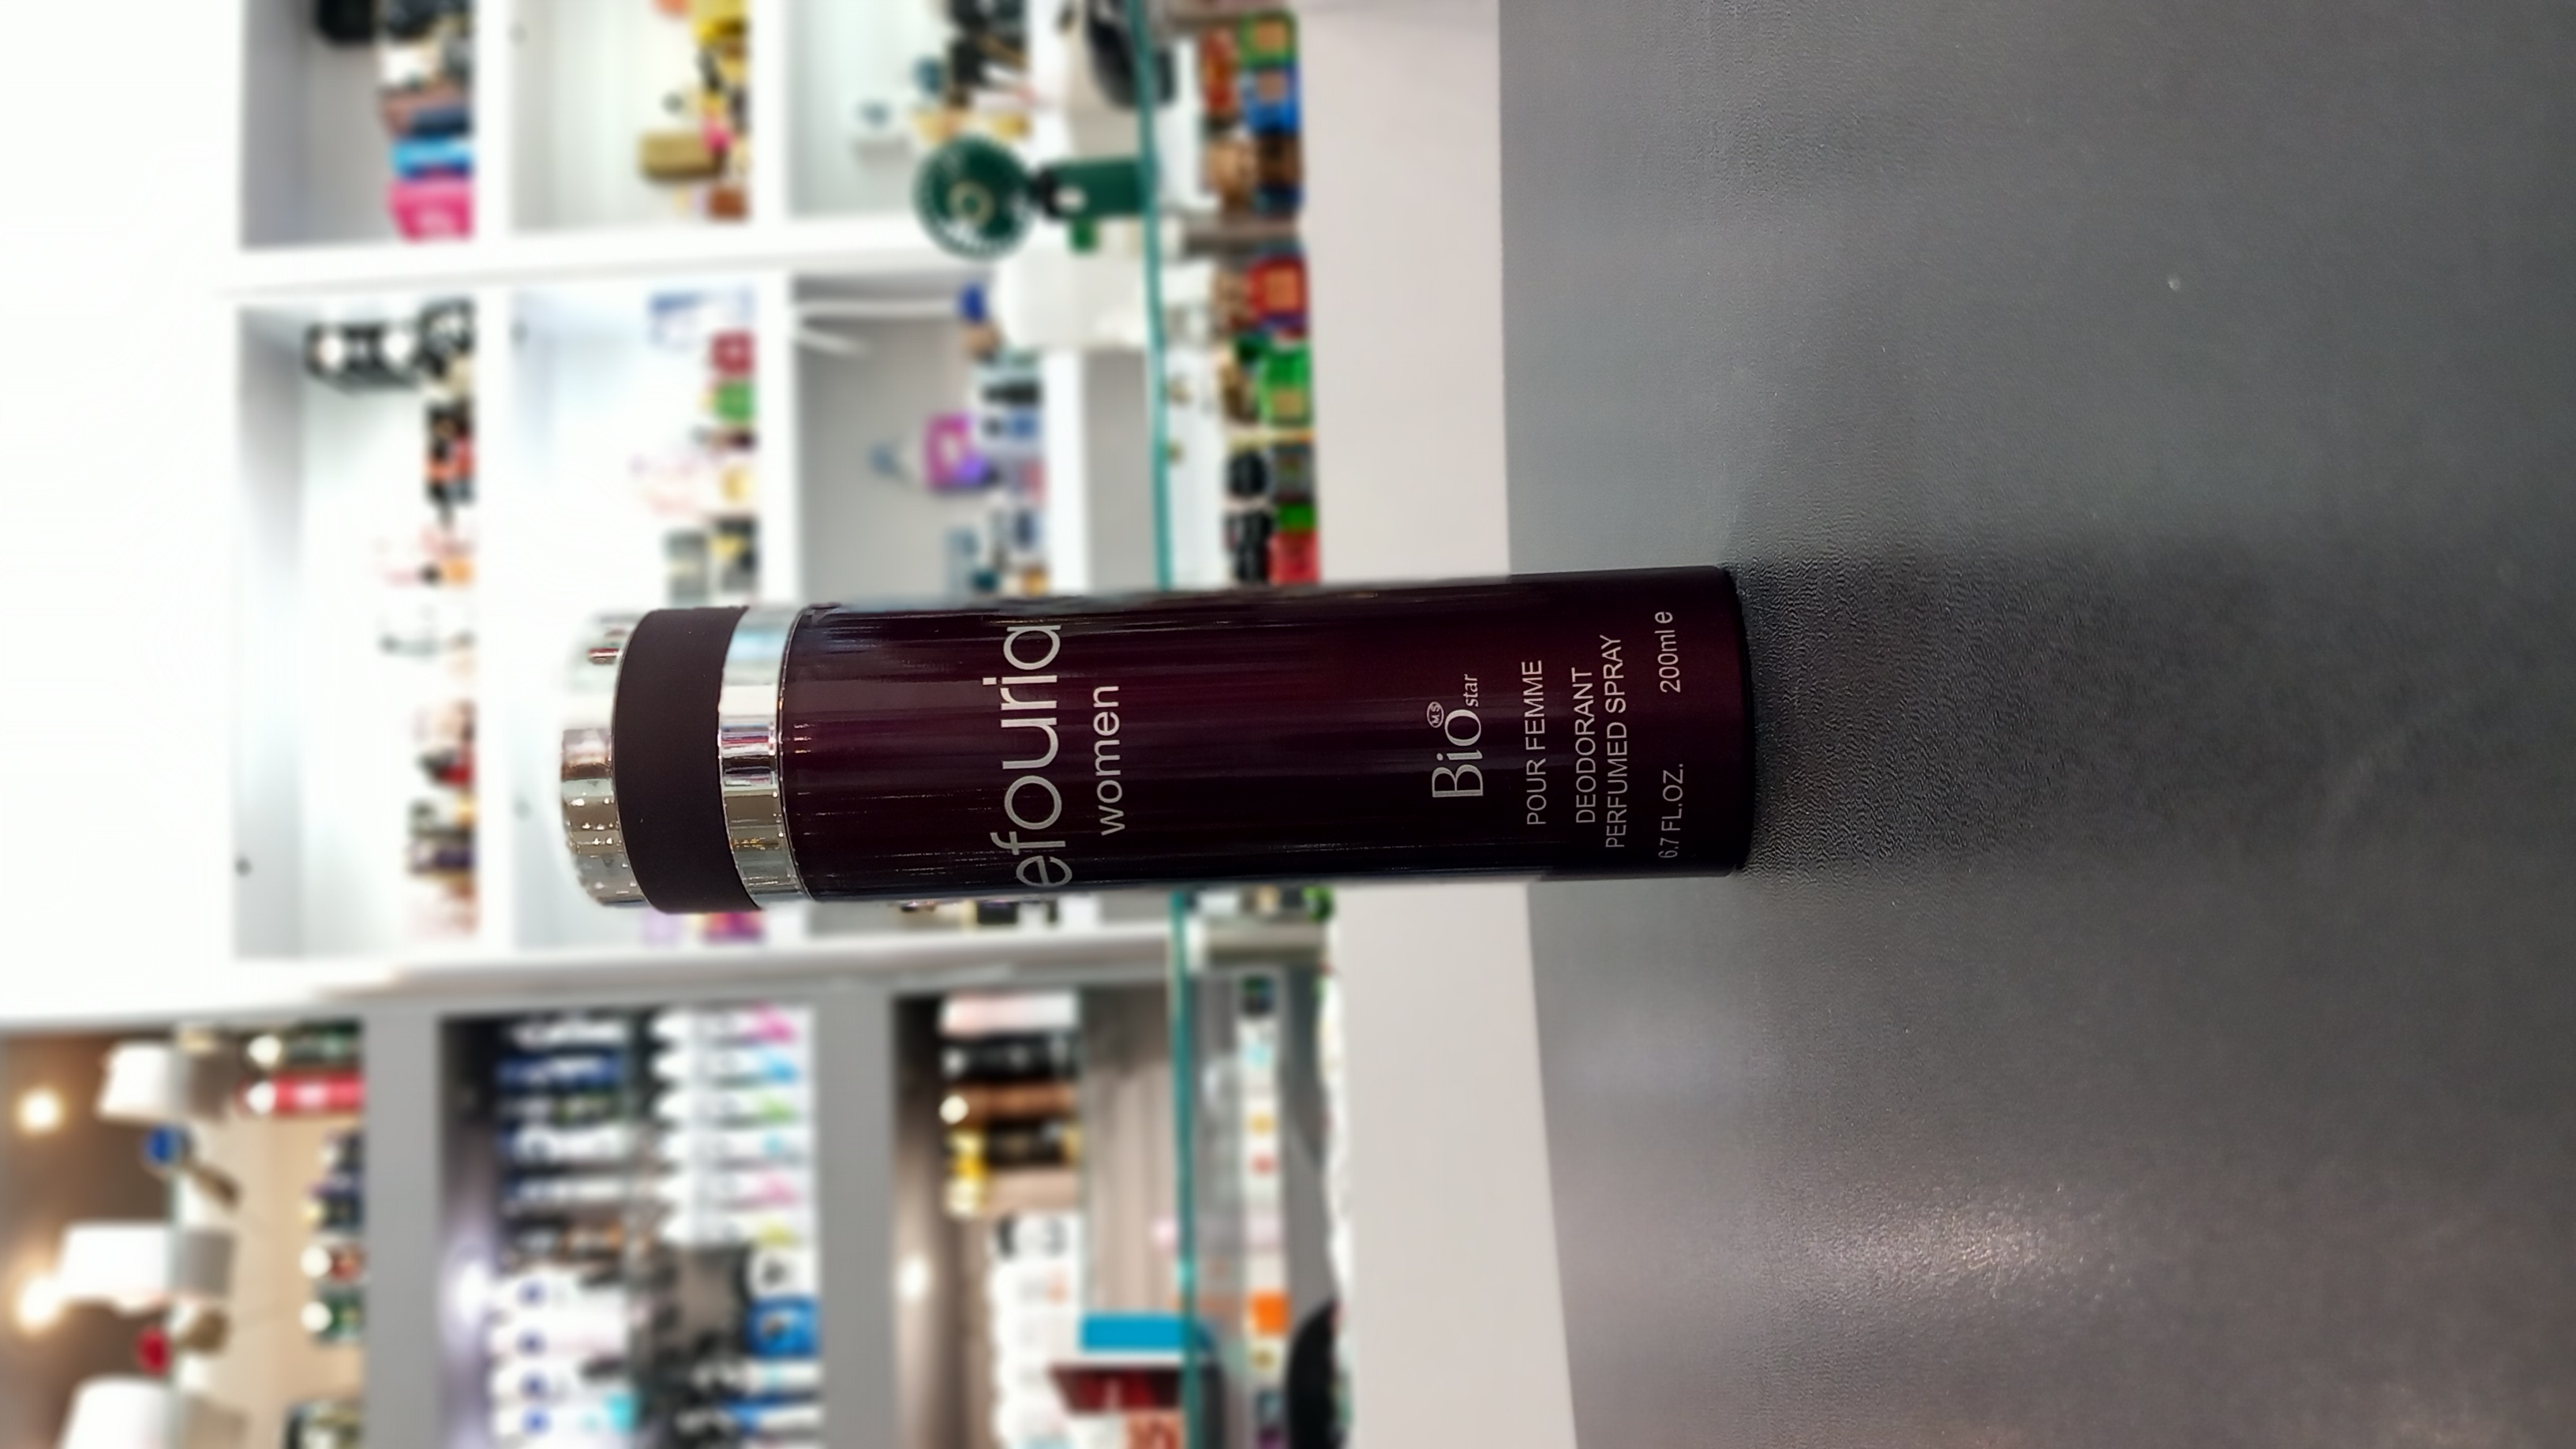 efouria
women
Bio star
M.S
POUR FEMME
DEODORANT
PERFUMED SPRAY
6.7 FL.OZ. 200ml e